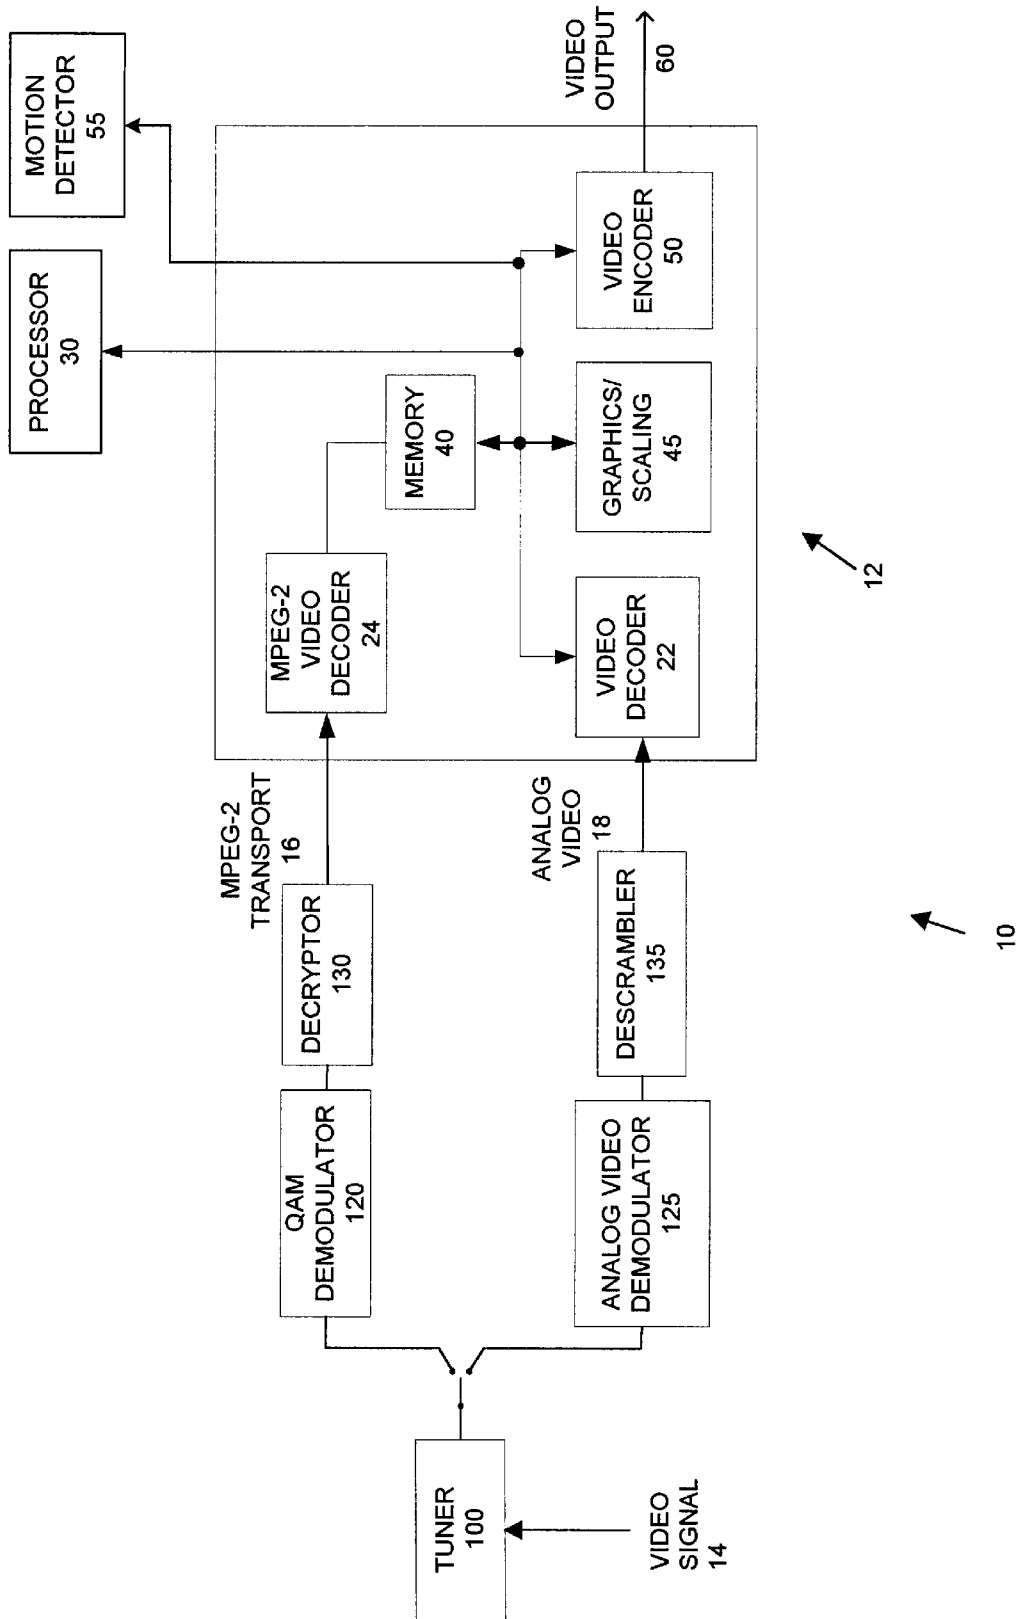 MOTION
DETECTOR
55
PROCESSOR
30
VIDEO
OUTPUT
60
VIDEO
ENCODER
50
MEMORY
40
GRAPHICS/
SCALING
45
MPEG-2
VIDEO
DECODER
24
VIDEO
DECODER
22
12
MPEG-2
TRANSPORT
16
ANALOG
VIDEO
18
DECRYPTOR
130
DESCRAMBLER
135
10
QAM
DEMODULATOR
120
ANALOG VIDEO
DEMODULATOR
125
TUNER
100
VIDEO
SIGNAL
14